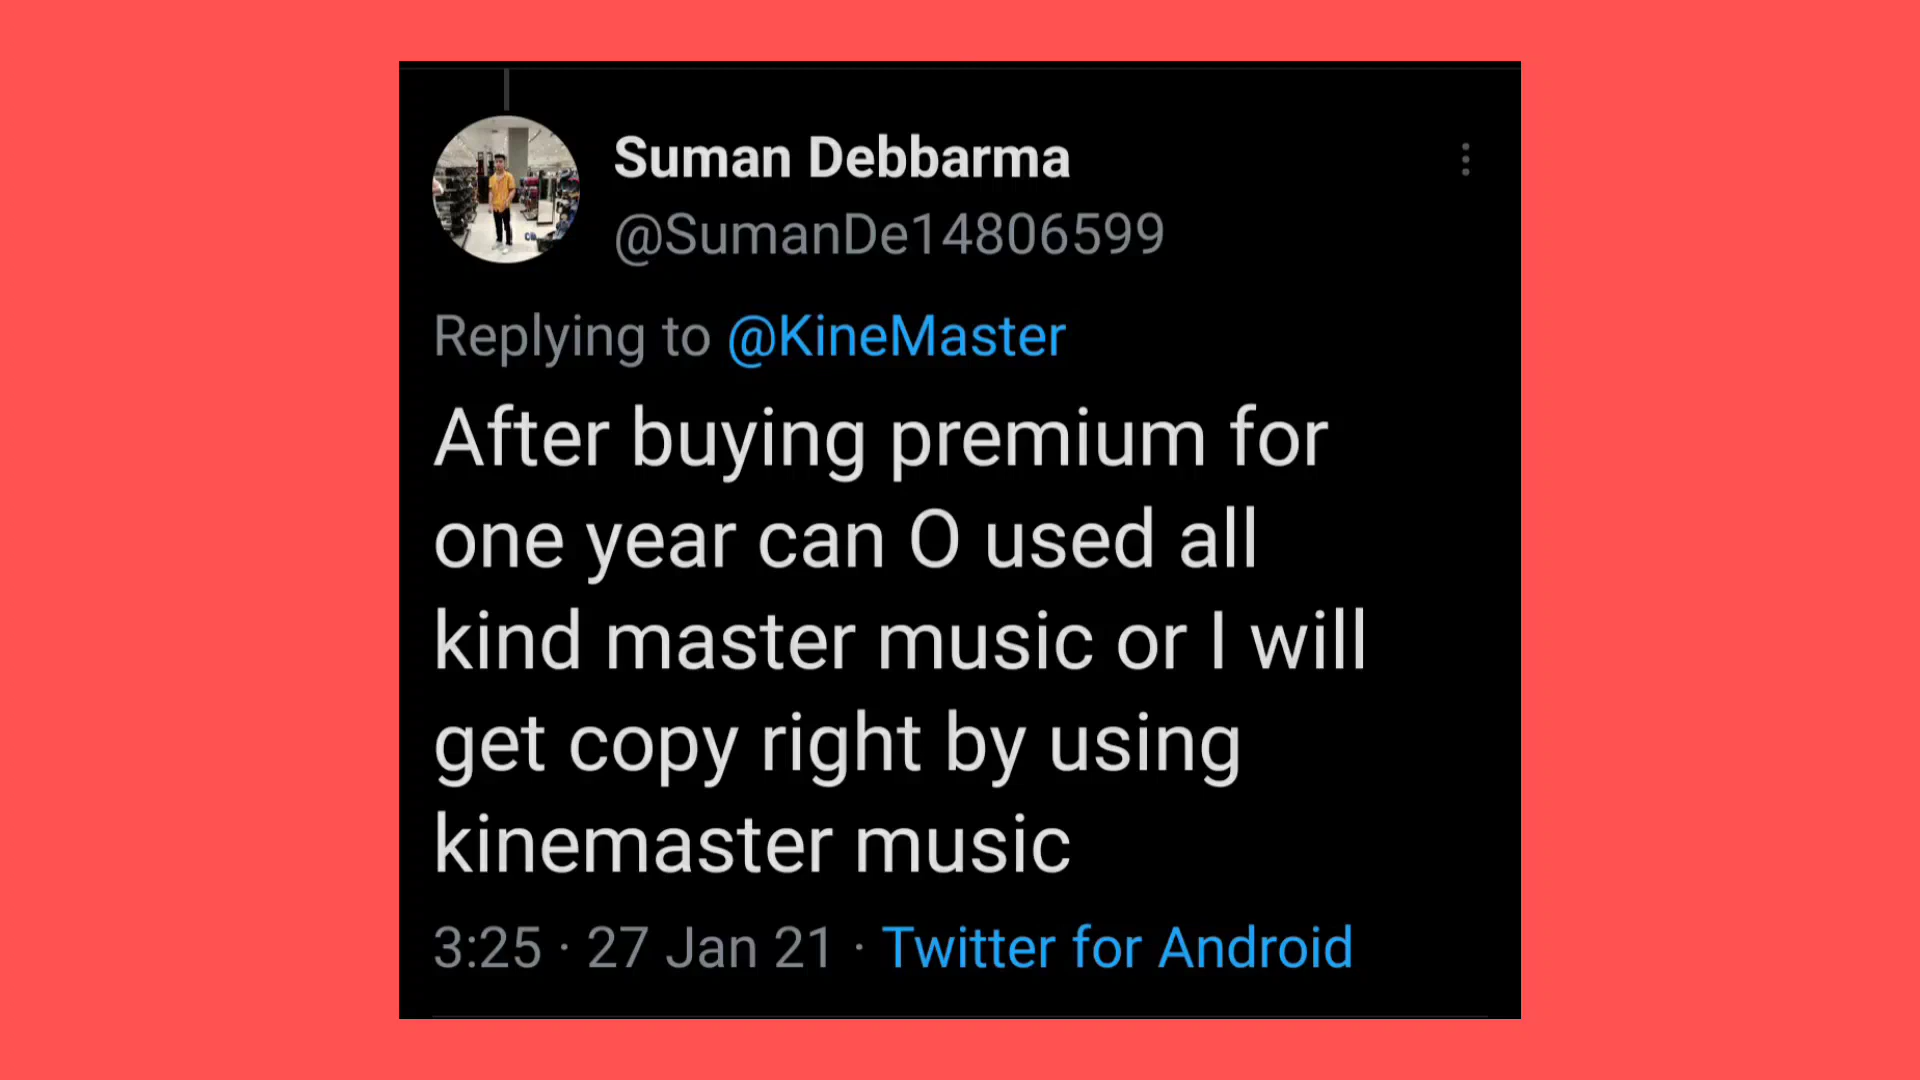 Suman Debbarma
@SumanDe14806599
Replying to @KineMaster
After buying premium for
one year can O used all
kind master music or I will
get copy right by using
kinemaster music
3:25 · 27 Jan 21 · Twitter for Android